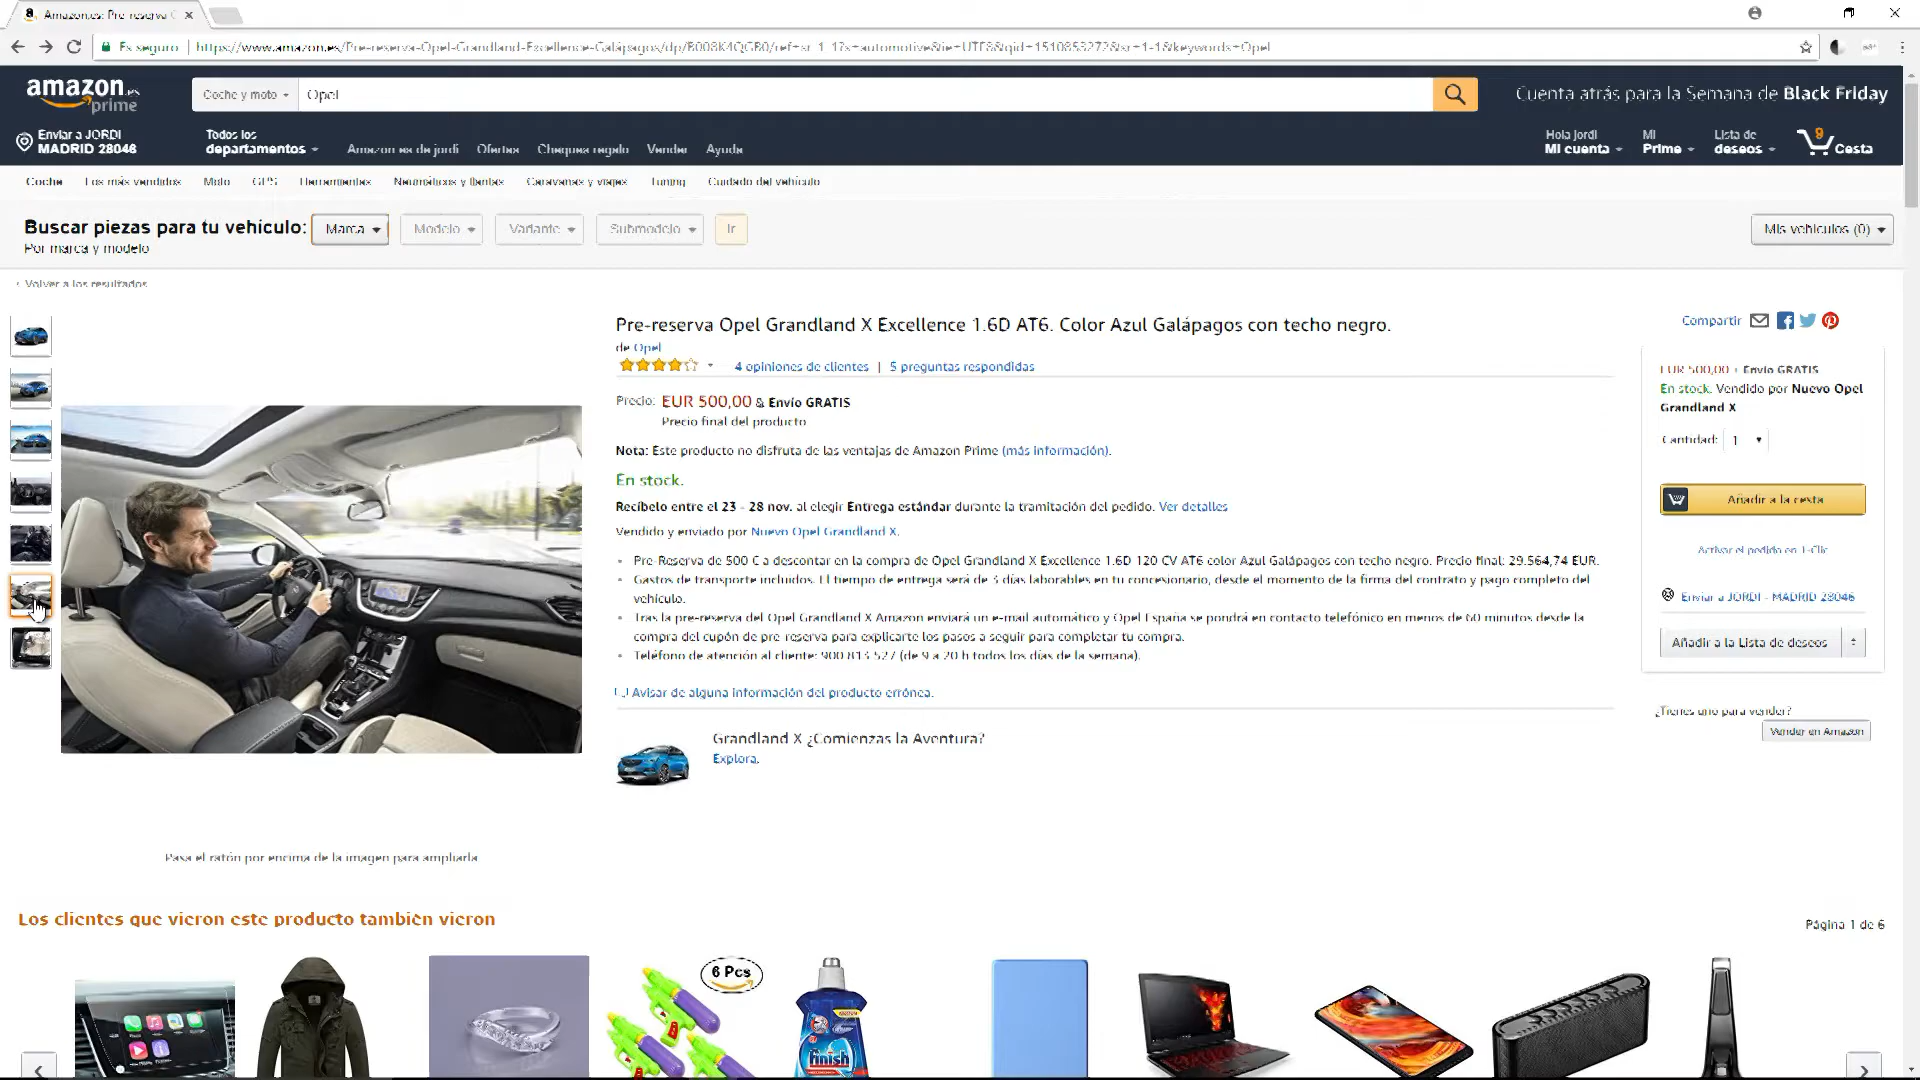 Amazon.es: Pre-reserva
Es seguro
https://www.amazon.es/Pre-reserva-Opel-Grandland-Excellence-Galápagos/dp/B008K4QGB0/ref=sr_1_1?s=automotive&ie=UTF8&qid=1510853272&sr=1-1&keywords=Opel
amazon.es
prime
Coche y moto
Opel
Cuenta atrás para la Semana de Black Friday
Enviar a JORDI
MADRID 28046
Todos los
departamentos
Amazon.es de jordi
Ofertas
Cheques regalo
Vender
Ayuda
Hola jordi
Mi cuenta
Mi
Prime
Lista de
deseos
9
Cesta
Coche
Los más vendidos
Moto
GPS
Herramientas
Neumáticos y llantas
Caravanas y viajes
Tuning
Cuidado del vehículo
Buscar piezas para tu vehículo:
Por marca y modelo
Marca
Modelo
Variante
Submodelo
Ir
Mis vehículos (0)
‹ Volver a los resultados
Pre-reserva Opel Grandland X Excellence 1.6D AT6. Color Azul Galápagos con techo negro.
de Opel
4 opiniones de clientes | 5 preguntas respondidas
Precio: EUR 500,00 & Envío GRATIS
Precio final del producto
Nota: Este producto no disfruta de las ventajas de Amazon Prime (más información).
En stock.
Recíbelo entre el 23 - 28 nov. al elegir Entrega estándar durante la tramitación del pedido. Ver detalles
Vendido y enviado por Nuevo Opel Grandland X.
Pre-Reserva de 500 € a descontar en la compra de Opel Grandland X Excellence 1.6D 120 CV AT6 color Azul Galápagos con techo negro. Precio final: 29.564,74 EUR.
Gastos de transporte incluidos. El tiempo de entrega será de 3 días laborables en tu concesionario, desde el momento de la firma del contrato y pago completo del
vehículo.
Tras la pre-reserva del Opel Grandland X Amazon enviará un e-mail automático y Opel España se pondrá en contacto telefónico en menos de 60 minutos desde la
compra del cupón de pre-reserva para explicarte los pasos a seguir para completar tu compra.
Teléfono de atención al cliente: 900 813 527 (de 9 a 20 h todos los días de la semana).
Avisar de alguna información del producto errónea.
Grandland X ¿Comienzas la Aventura?
Explora.
Compartir
EUR 500,00 + Envío GRATIS
En stock. Vendido por Nuevo Opel
Grandland X
Cantidad: 1
Añadir a la cesta
Activar el pedido en 1-Clic
Enviar a JORDI - MADRID 28046
Añadir a la Lista de deseos
¿Tienes uno para vender?
Vender en Amazon
Pasa el ratón por encima de la imagen para ampliarla
Los clientes que vieron este producto también vieron
Página 1 de 6
6 Pcs
finish